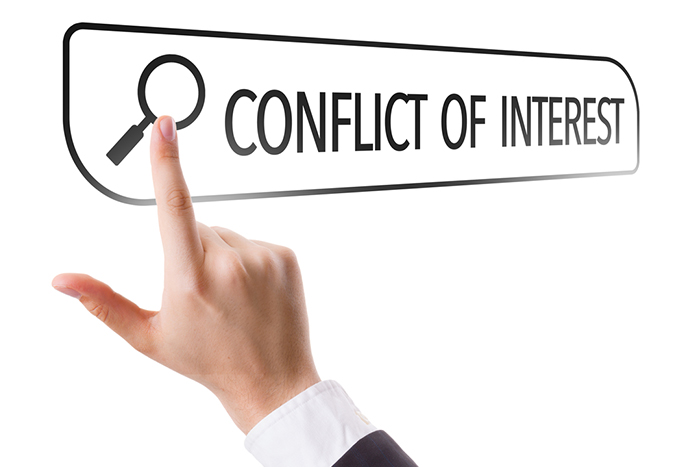 CONFLICT OF INTEREST